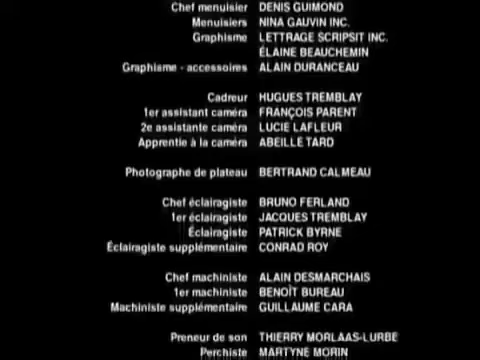 Chef menuisier DENIS GUIMOND
Menuisiers NINA GAUVIN INC.
Graphisme LETTRAGE SCRIPSIT INC.
ÉLAINE BEAUCHEMIN
Graphisme - accessoires ALAIN DURANCEAU
Cadreur HUGUES TREMBLAY
1er assistant caméra FRANÇOIS PARENT
2e assistante caméra LUCIE LAFLEUR
Apprentie à la caméra ABEILLE TARD
Photographe de plateau BERTRAND CALMEAU
Chef éclairagiste BRUNO FERLAND
1er éclairagiste JACQUES TREMBLAY
Éclairagiste PATRICK BYRNE
Éclairagiste supplémentaire CONRAD ROY
Chef machiniste ALAIN DESMARCHAIS
1er machiniste BENOÎT BUREAU
Machiniste supplémentaire GUILLAUME CARA
Preneur de son THIERRY MORLAAS-LURBE
Perchiste MARTYNE MORIN